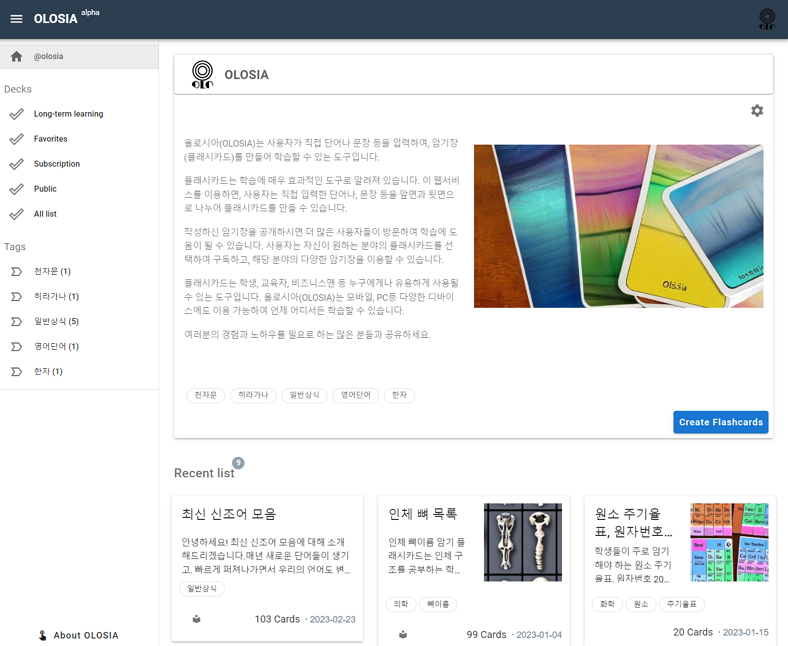 OLOSIA alpha
@olosia
Decks
Long-term learning
Favorites
Subscription
Public
All list
Tags
천자문 (1)
히라가나 (1)
일반상식 (5)
영어단어 (1)
한자 (1)
About OLOSIA
OLOSIA
올로시아(OLOSIA)는 사용자가 직접 단어나 문장 등을 입력하여, 암기장
(플래시카드)를 만들어 학습할 수 있는 도구입니다.
플래시카드는 학습에 매우 효과적인 도구로 알려져 있습니다. 이 웹서비
스를 이용하면, 사용자는 직접 입력한 단어나, 문장 등을 앞면과 뒷면으
로 나누어 플래시카드를 만들 수 있습니다.
작성하신 암기장을 공개하시면 더 많은 사용자들이 방문하여 학습에 도
움이 될 수 있습니다. 사용자는 자신이 원하는 분야의 플래시카드를 선
택하여 구독하고, 해당 분야의 다양한 암기장을 이용할 수 있습니다.
플래시카드는 학생, 교육자, 비즈니스맨 등 누구에게나 유용하게 사용될
수 있는 도구입니다. 올로시아(OLOSIA)는 모바일, PC등 다양한 디바이
스에도 이용 가능하여 언제 어디서든 학습할 수 있습니다.
여러분의 경험과 노하우를 필요로 하는 많은 분들과 공유하세요.
천자문 히라가나 일반상식 영어단어 한자
Create Flashcards
Recent list 9
최신 신조어 모음
안녕하세요! 최신 신조어 모음에 대해 소개
해드리겠습니다.매년 새로운 단어들이 생기
고, 빠르게 퍼져나가면서 우리의 언어도 변...
일반상식
103 Cards · 2023-02-23
인체 뼈 목록
인체 뼈이름 암기 플
래시카드는 인체 구
조를 공부하는 학...
의학 뼈이름
99 Cards · 2023-01-04
원소 주기율
표, 원자번호...
학생들이 주로 암기
해야 하는 원소 주기
율표. 원자번호 20...
화학 원소 주기율표
20 Cards · 2023-01-15